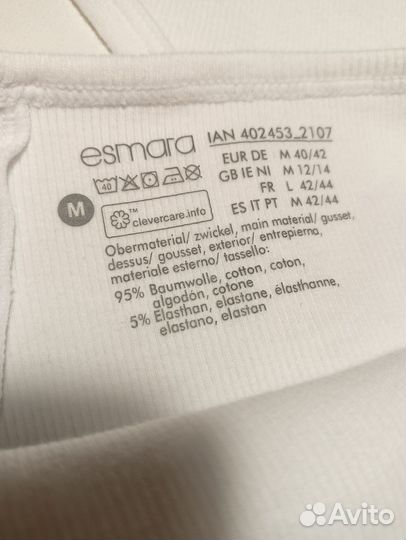 esmara IAN 402453_2107
EUR DE M 40/42
GB IE NI M 12/14
FR L 42/44
ES IT PT M 42/44
40
M
™
clevercare.info
Obermaterial/ zwickel, main material/ gusset,
dessus/ gousset, exterior/ entrepierna,
materiale esterno/ tassello:
95% Baumwolle, cotton, coton,
algodón, cotone
5% Elasthan, elastane, élasthanne,
elastano, elastan
Avito